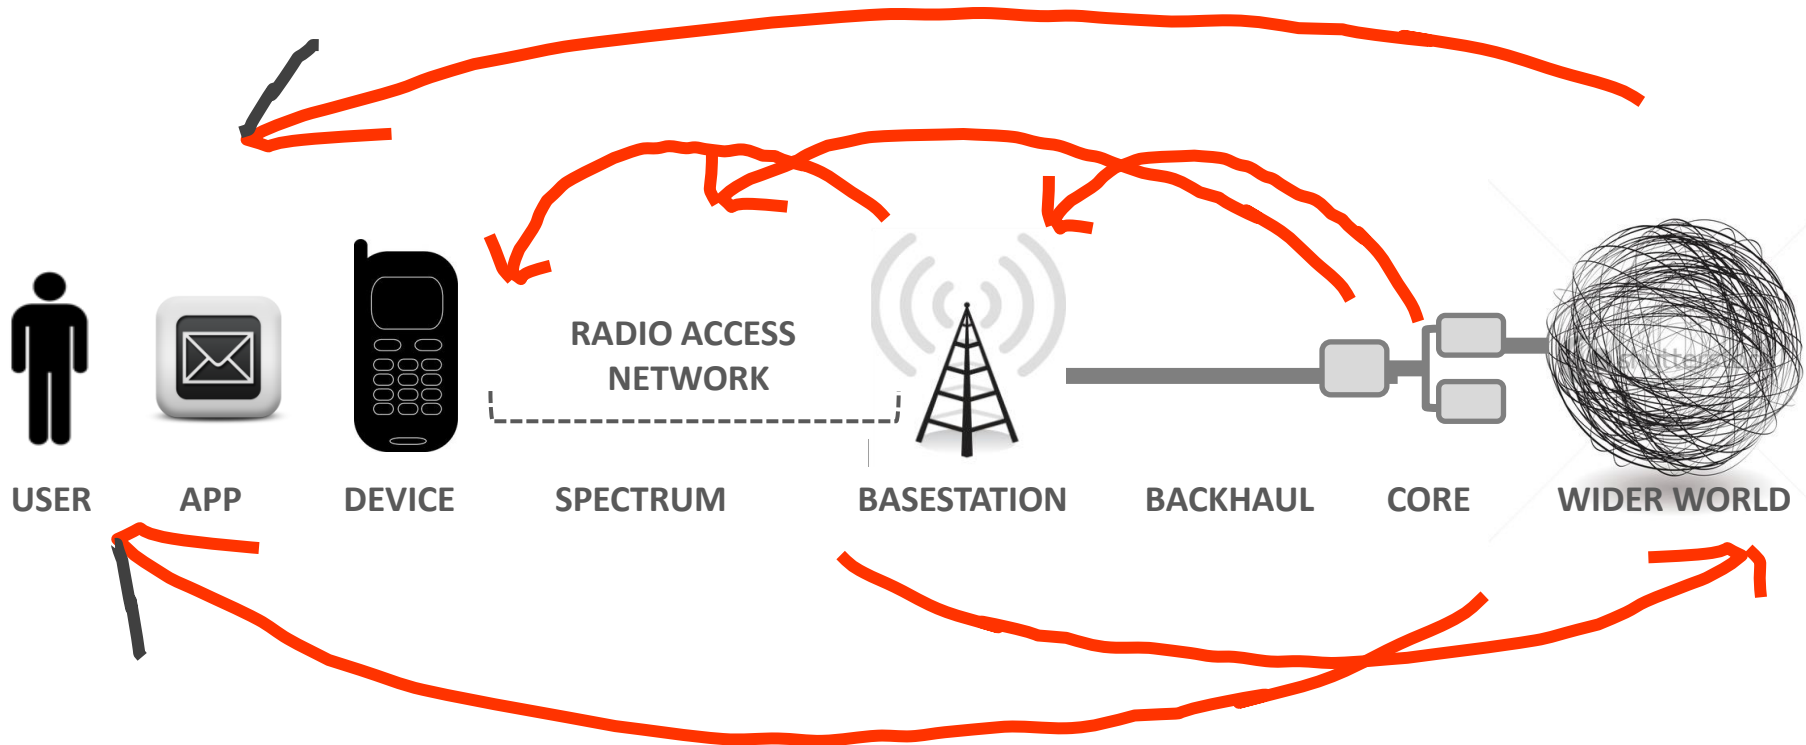 RADIO ACCESS
NETWORK
USER
APP
DEVICE
SPECTRUM
BASESTATION
BACKHAUL
CORE
WIDER WORLD